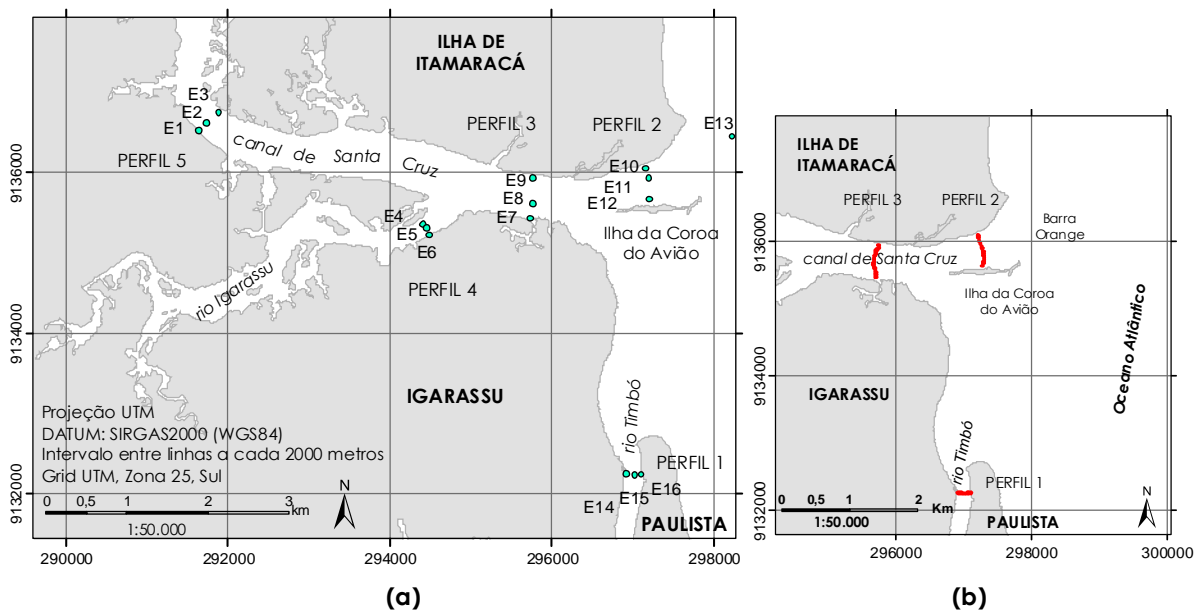 ILHA DE
ITAMARACÁ
E3
E2
E1
PERFIL 5
canal de Santa Cruz
PERFIL 3
PERFIL 2
E13
E10
E9
E11
E8
E12
E7
E4
E5
E6
Ilha da Coroa
do Avião
rio Igarassu
PERFIL 4
IGARASSU
rio Timbó
PERFIL 1
E14
E15
E16
PAULISTA
Projeção UTM
DATUM: SIRGAS2000 (WGS84)
Intervalo entre linhas a cada 2000 metros
Grid UTM, Zona 25, Sul
0 0,5 1 2 3
km
1:50.000
N
9136000
9134000
9132000
290000 292000 294000 296000 298000
(a)
ILHA DE
ITAMARACÁ
PERFIL 3
PERFIL 2
Barra
Orange
canal de Santa Cruz
Ilha da Coroa
do Avião
Oceano Atlântico
IGARASSU
rio Timbó
PERFIL 1
PAULISTA
0 0,5 1 2 Km
1:50.000
N
9136000
9134000
9132000
296000 298000 300000
(b)